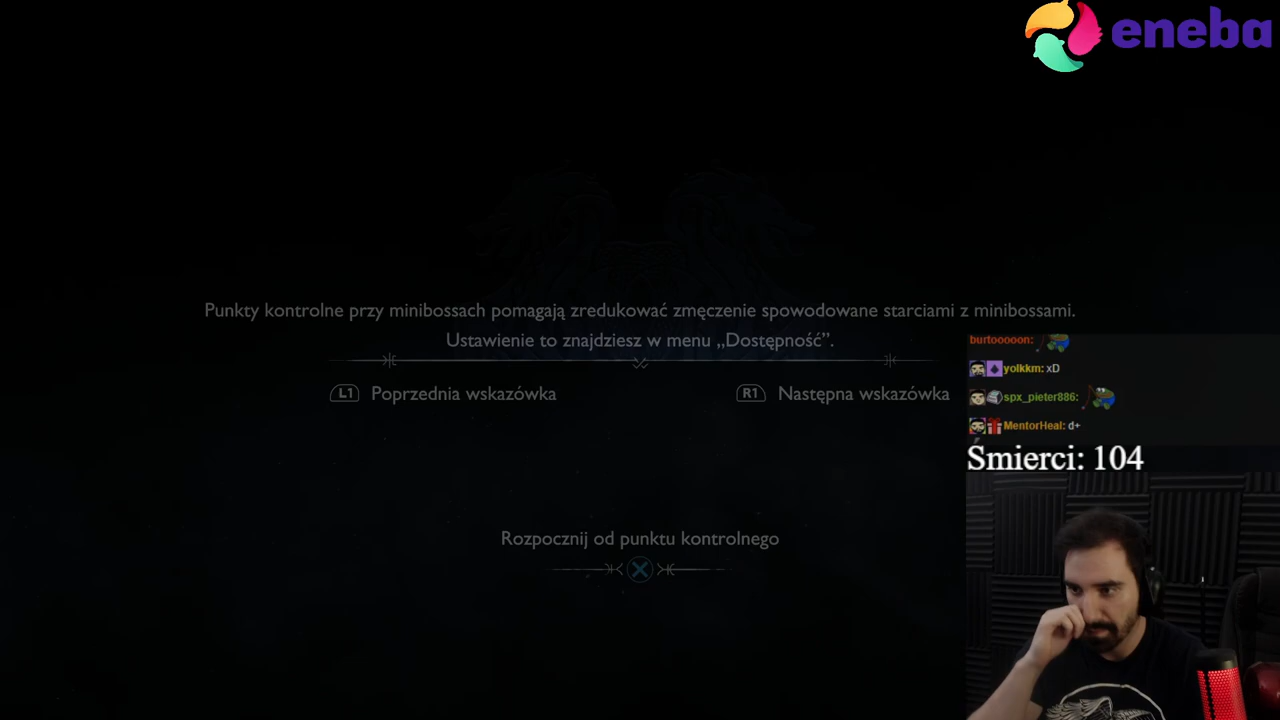 eneba
Punkty kontrolne przy minibossach pomagają zredukować zmęczenie spowodowane starciami z minibossami.
Ustawienie to znajdziesz w menu „Dostępność”.
L1 Poprzednia wskazówka
R1 Następna wskazówka
burtooooon:
yolkkm: xD
spx_pieter886:
MentorHeal: d+
Śmierci: 104
Rozpocznij od punktu kontrolnego